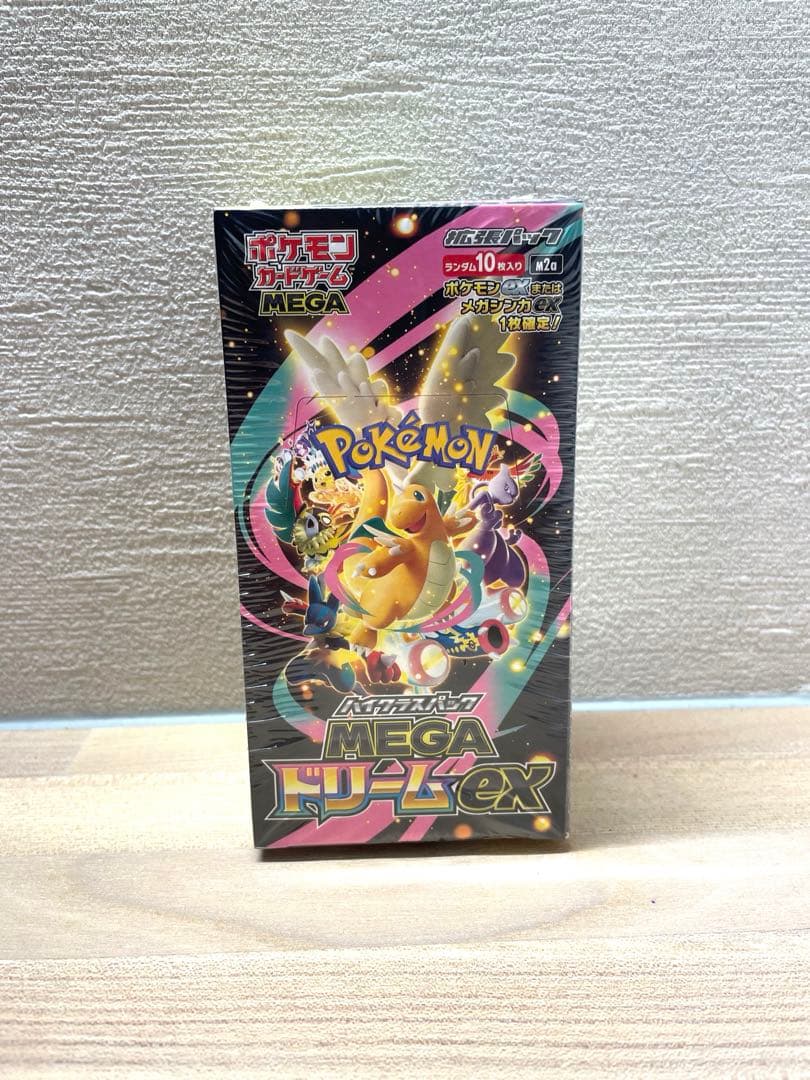 ポケモン
カードゲーム
MEGA
拡張パック
ランダム10枚入り
M2a
ポケモンexまたは
メガシンカex
1枚確定!
POKéMON
ハイクラスパック
MEGA
ドリームex